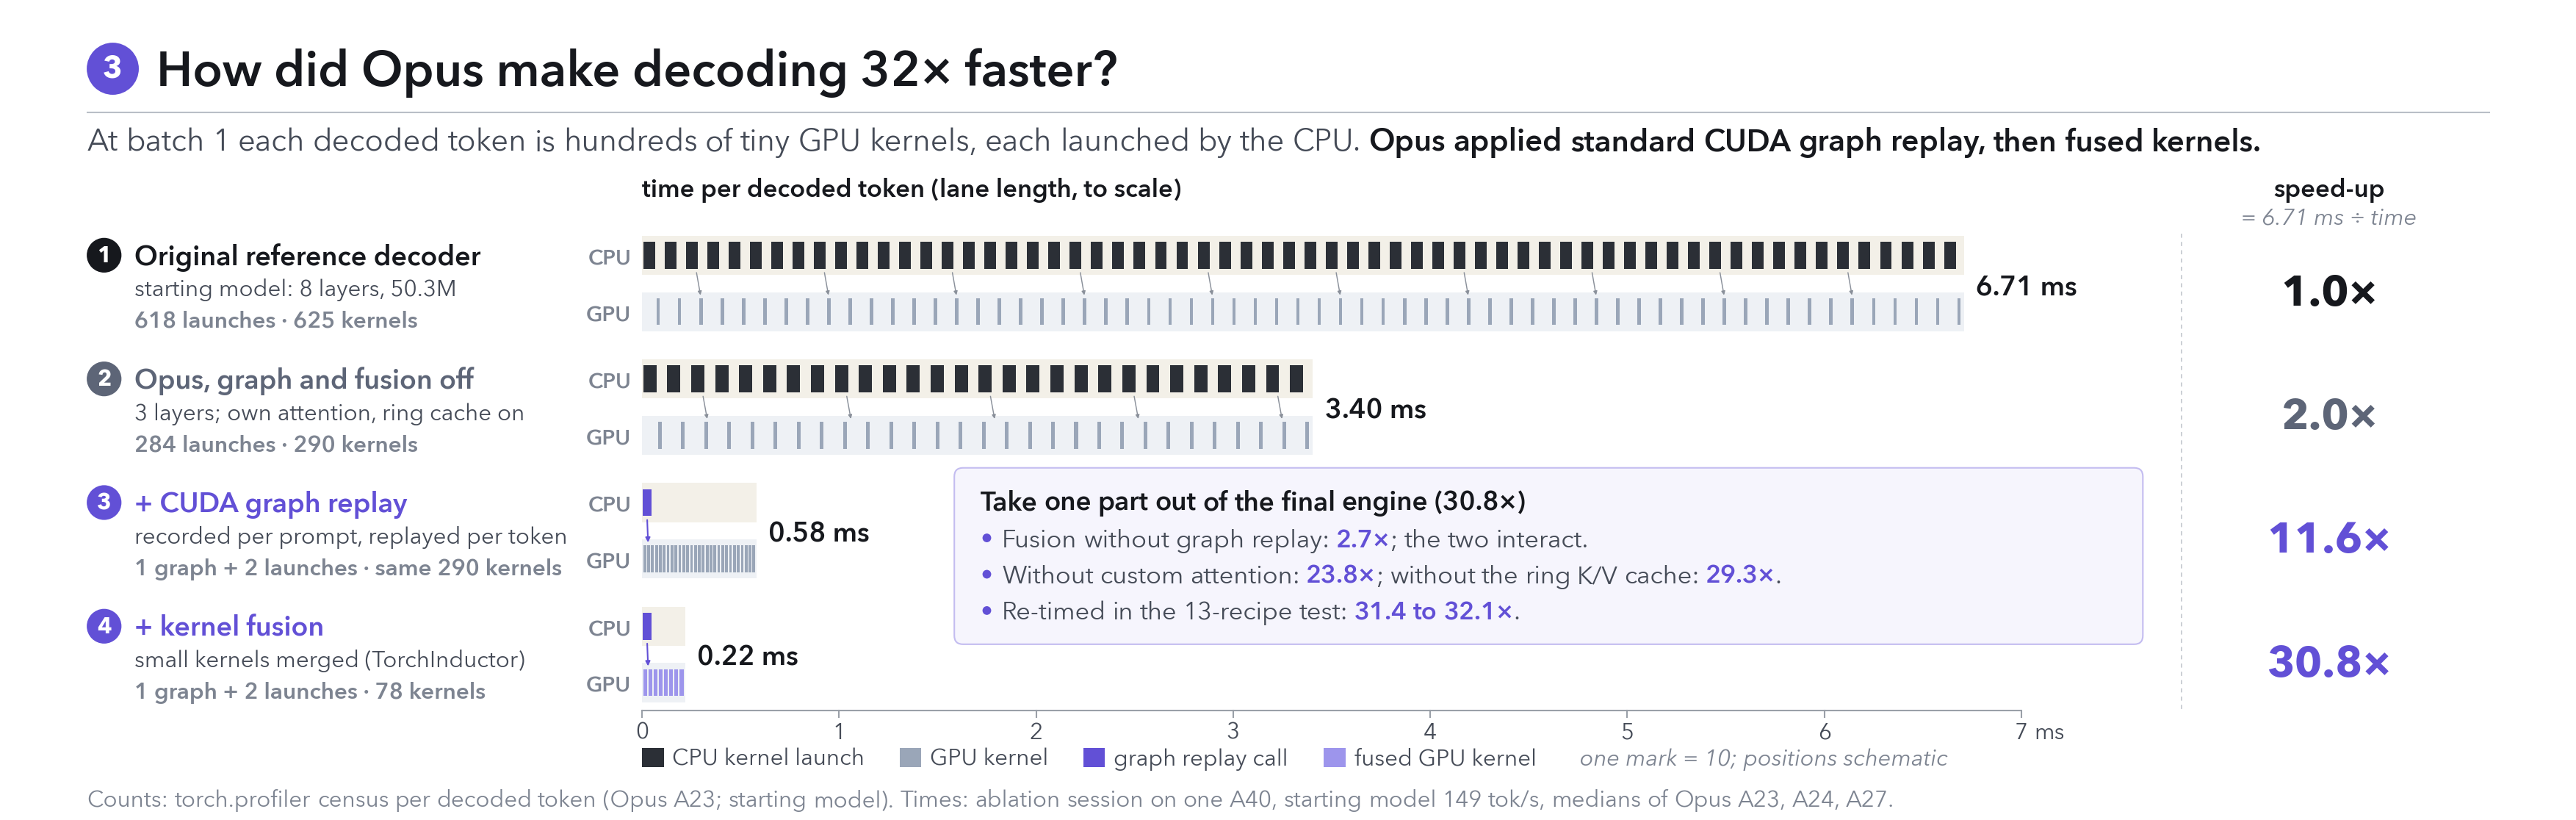 3 How did Opus make decoding 32× faster?
At batch 1 each decoded token is hundreds of tiny GPU kernels, each launched by the CPU. Opus applied standard CUDA graph replay, then fused kernels.
time per decoded token (lane length, to scale)
speed-up
= 6.71 ms ÷ time
1 Original reference decoder
starting model: 8 layers, 50.3M
618 launches · 625 kernels
CPU
GPU
6.71 ms
1.0×
2 Opus, graph and fusion off
3 layers; own attention, ring cache on
284 launches · 290 kernels
CPU
GPU
3.40 ms
2.0×
3 + CUDA graph replay
recorded per prompt, replayed per token
1 graph + 2 launches · same 290 kernels
CPU
GPU
0.58 ms
11.6×
Take one part out of the final engine (30.8×)
• Fusion without graph replay: 2.7×; the two interact.
• Without custom attention: 23.8×; without the ring K/V cache: 29.3×.
• Re-timed in the 13-recipe test: 31.4 to 32.1×.
4 + kernel fusion
small kernels merged (TorchInductor)
1 graph + 2 launches · 78 kernels
CPU
GPU
0.22 ms
30.8×
0 1 2 3 4 5 6 7 ms
CPU kernel launch GPU kernel graph replay call fused GPU kernel one mark = 10; positions schematic
Counts: torch.profiler census per decoded token (Opus A23; starting model). Times: ablation session on one A40, starting model 149 tok/s, medians of Opus A23, A24, A27.